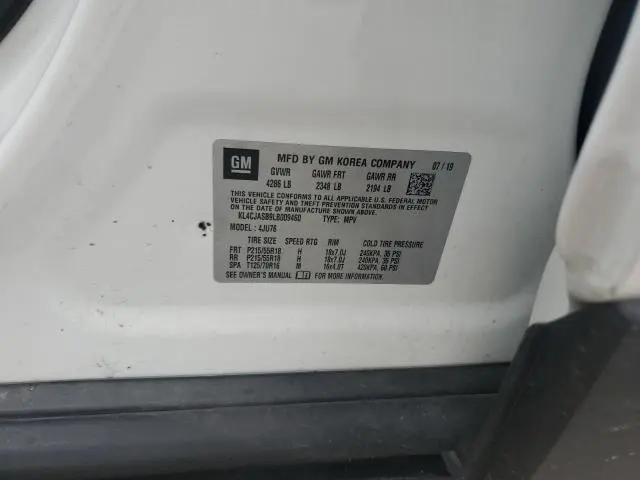 GM MFD BY GM KOREA COMPANY 07/19
GVWR GAWR FRT GAWR RR
4286 LB 2348 LB 2194 LB
THIS VEHICLE CONFORMS TO ALL APPLICABLE U.S. FEDERAL MOTOR
VEHICLE SAFETY AND THEFT PREVENTION STANDARDS IN EFFECT ON
THE DATE OF MANUFACTURE SHOWN ABOVE.
KL4CJASB9LB009460 TYPE: MPV
MODEL: 4JU76
TIRE SIZE SPEED RTG RIM COLD TIRE PRESSURE
FRT P215/55R18 H 18x7.0J 240KPA, 35 PSI
RR P215/55R18 H 18x7.0J 240KPA, 35 PSI
SPA T125/70R16 M 16x4.0T 420KPA, 60 PSI
SEE OWNER'S MANUAL